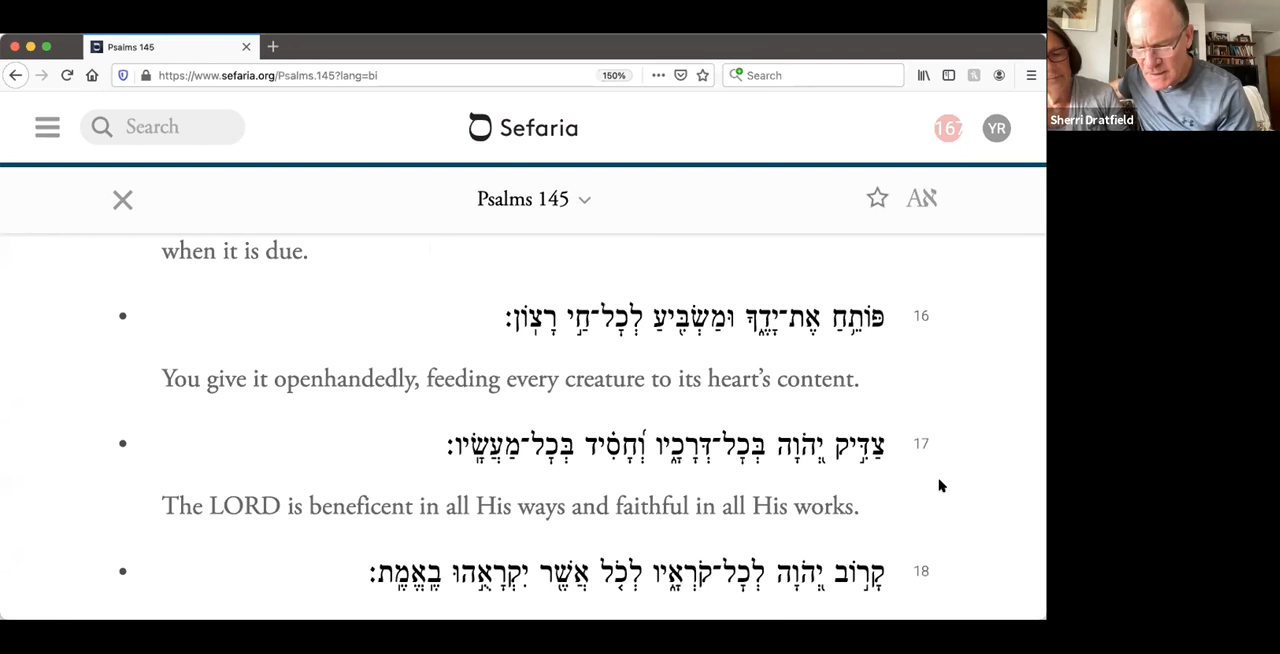 Psalms 145
https://www.sefaria.org/Psalms.145?lang=bi
150%
Search
Search
Sefaria
167
YR
Psalms 145
Aא
when it is due.
פּוֹתֵ֥חַ אֶת־יָדֶ֑ךָ וּמַשְׂבִּ֖יעַ לְכׇל־חַ֣י רָצֽוֹן׃
16
You give it openhandedly, feeding every creature to its heart’s content.
צַדִּ֣יק יְ֭הֹוָה בְּכׇל־דְּרָכָ֑יו וְ֝חָסִ֗יד בְּכׇל־מַעֲשָֽׂיו׃
17
The LORD is beneficent in all His ways and faithful in all His works.
קָר֣וֹב יְ֭הֹוָה לְכׇל־קֹרְאָ֑יו לְכֹ֤ל אֲשֶׁ֖ר יִקְרָאֻ֣הוּ בֶאֱמֶֽת׃
18
Sherri Dratfield